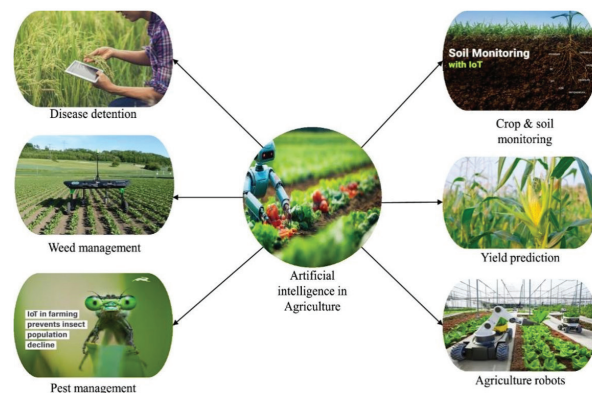 Disease detention
Soil Monitoring
with IoT
Crop & soil
monitoring
Weed management
Artificial
intelligence in
Agriculture
Yield prediction
IoT in farming
prevents insect
population
decline
Pest management
Agriculture robots